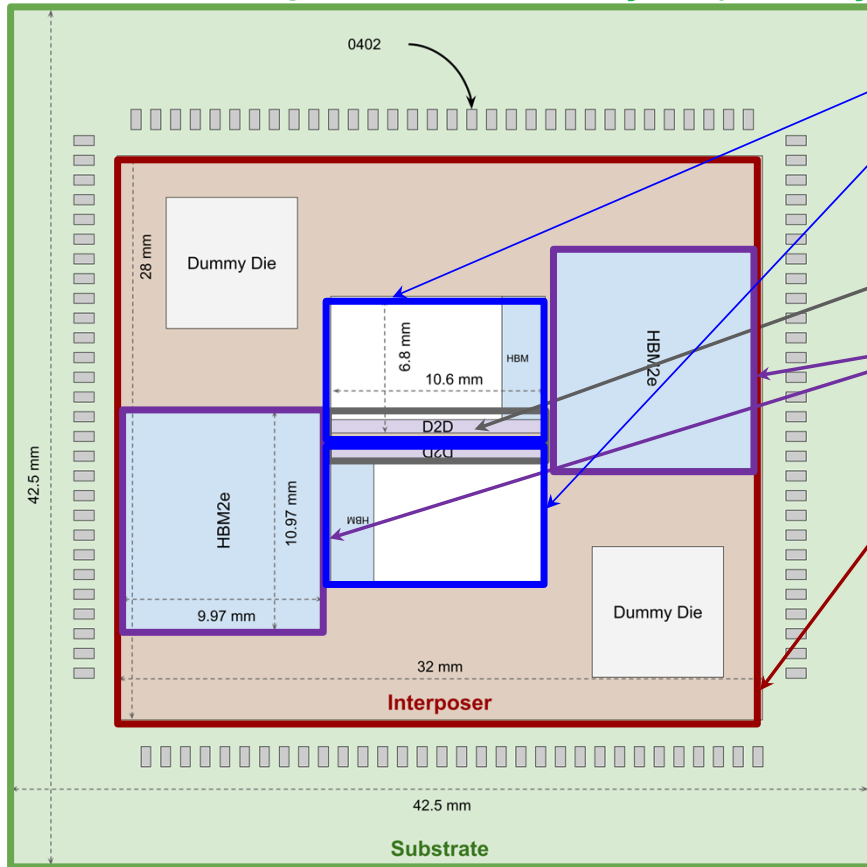 0402
28 mm
Dummy Die
HBM2e
6.8 mm
HBM
10.6 mm
D2D
D2D
HBM
42.5 mm
HBM2e
10.97 mm
9.97 mm
Dummy Die
32 mm
Interposer
42.5 mm
Substrate